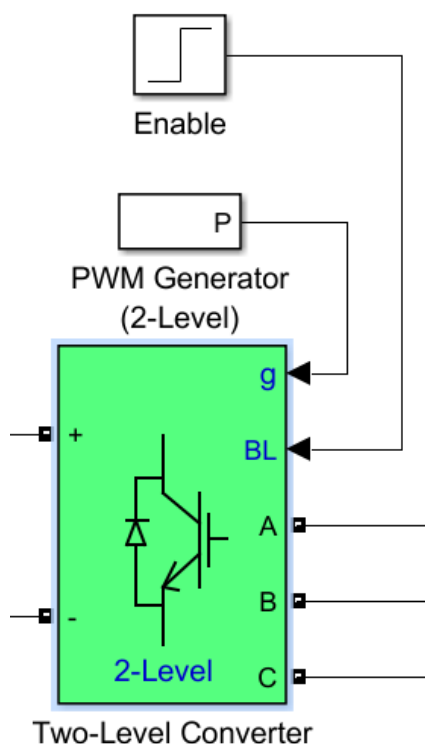 Enable
P
PWM Generator
(2-Level)
g
+
BL
A
B
-
2-Level
C
Two-Level Converter